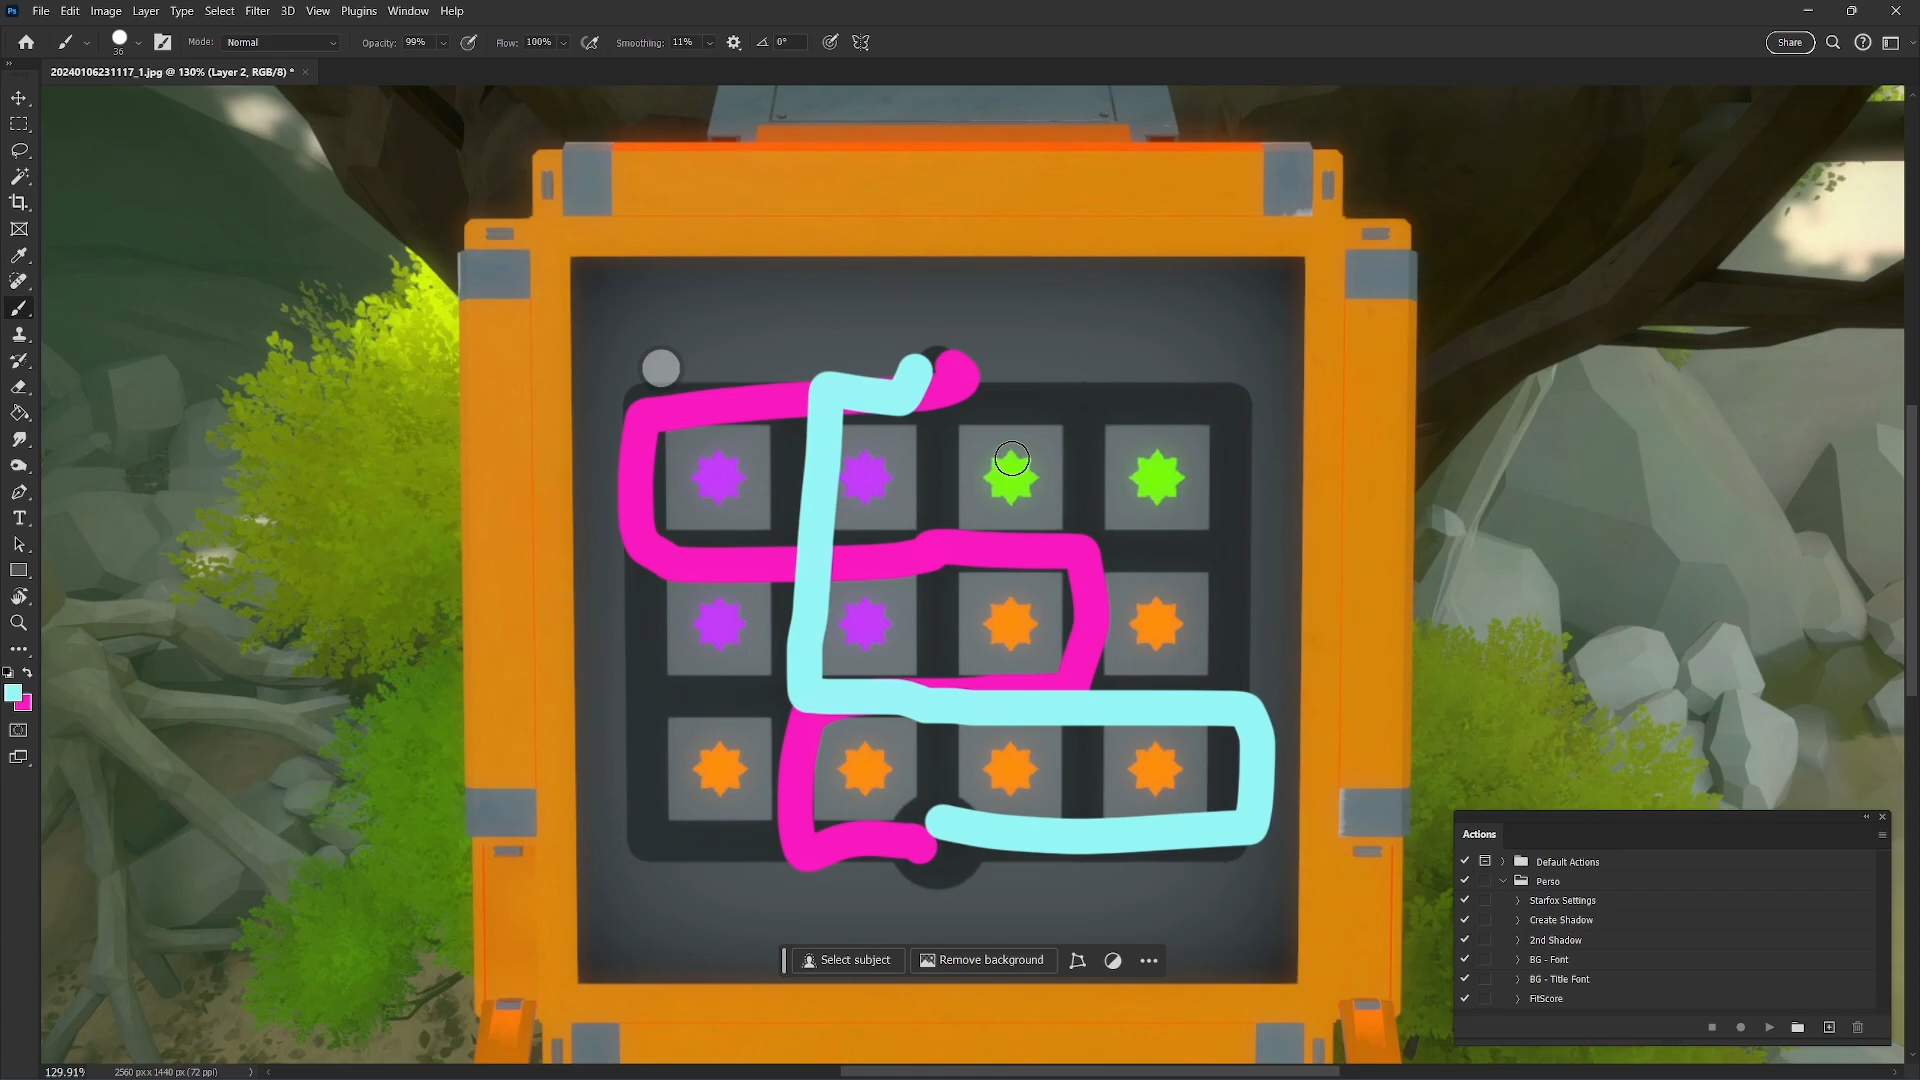 Ps File Edit Image Layer Type Select Filter 3D View Plugins Window Help
36 Mode: Normal Opacity: 99% Flow: 100% Smoothing: 11% 0° Share
20240106231117_1.jpg @ 130% (Layer 2, RGB/8) *
T
Actions
Default Actions
Perso
Starfox Settings
Create Shadow
2nd Shadow
BG - Font
BG - Title Font
FitScore
Select subject Remove background
129.91% 2560 px x 1440 px (72 ppi)